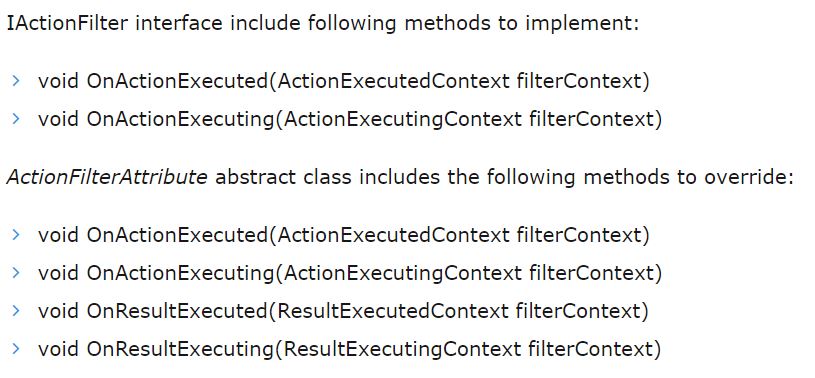 IActionFilter interface include following methods to implement:
void OnActionExecuted(ActionExecutedContext filterContext)
void OnActionExecuting(ActionExecutingContext filterContext)
ActionFilterAttribute abstract class includes the following methods to override:
void OnActionExecuted(ActionExecutedContext filterContext)
void OnActionExecuting(ActionExecutingContext filterContext)
void OnResultExecuted(ResultExecutedContext filterContext)
void OnResultExecuting(ResultExecutingContext filterContext)